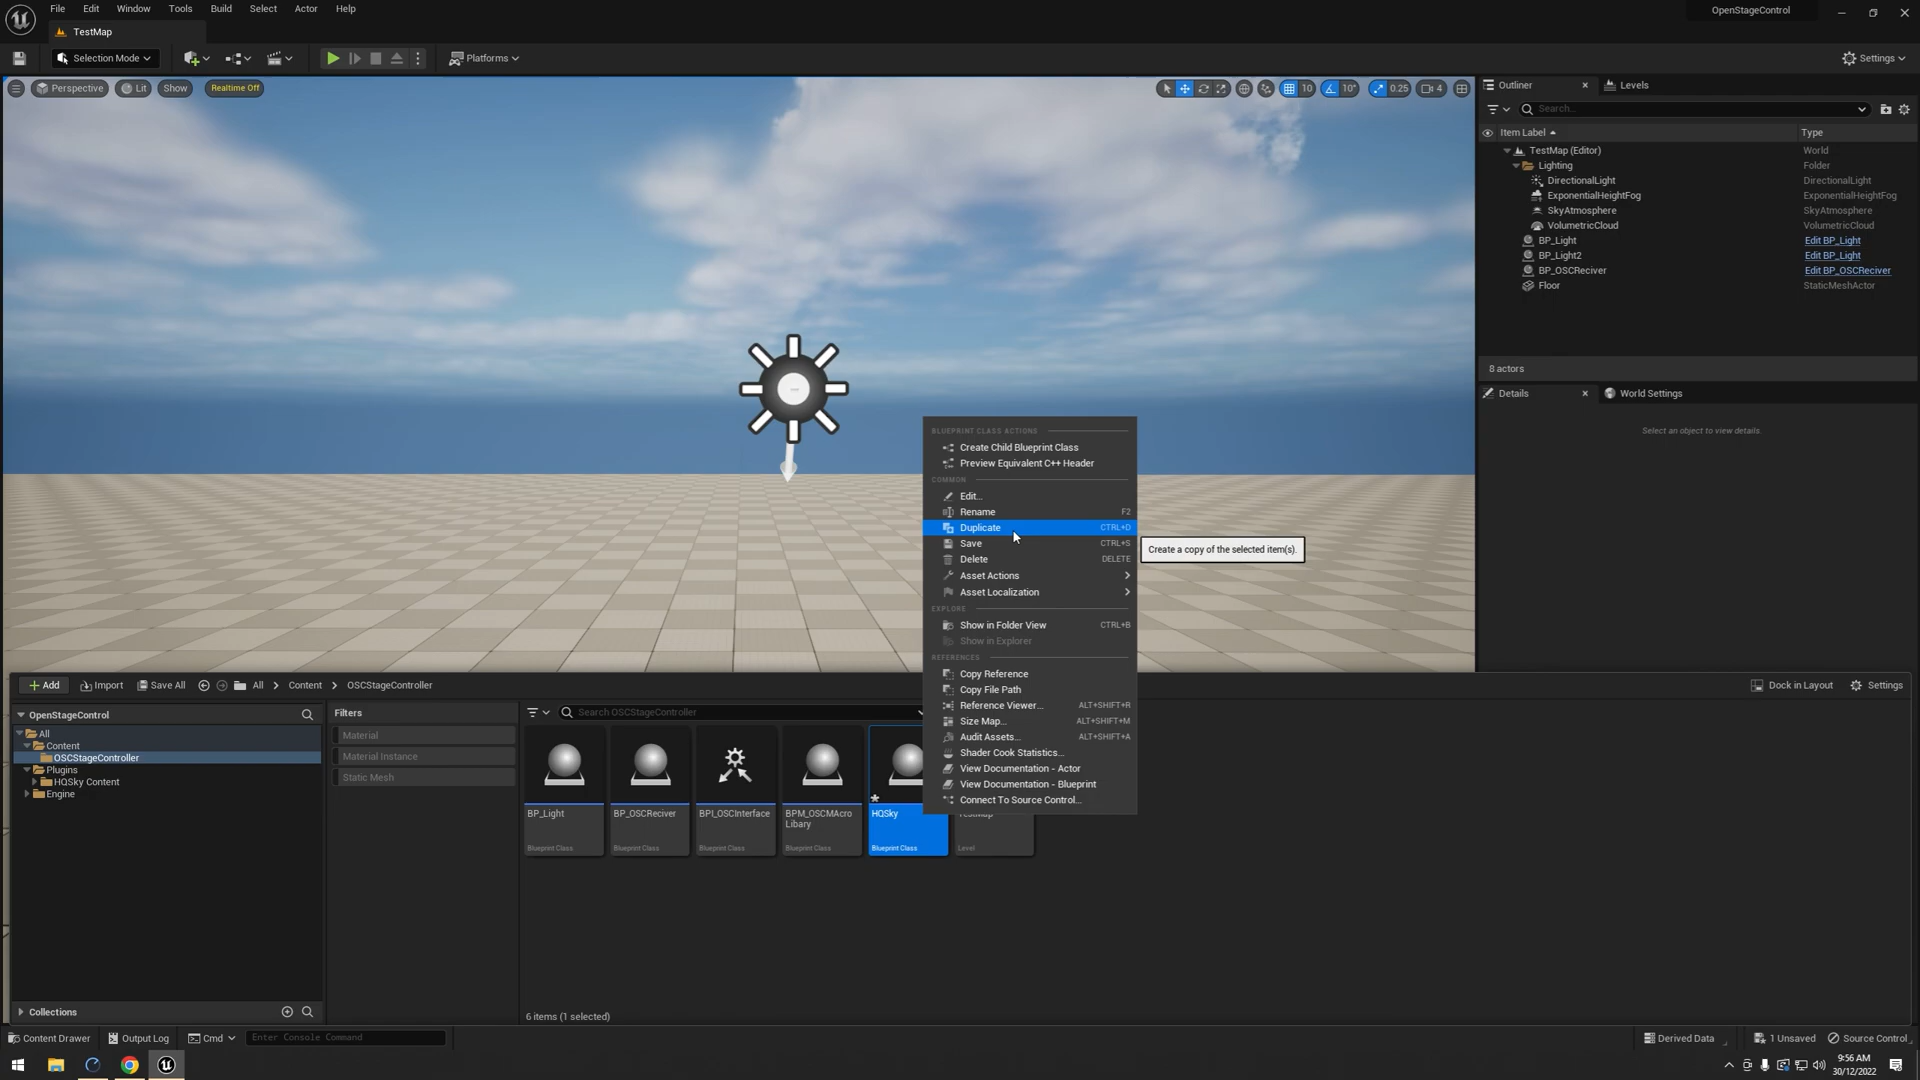 File Edit Window Tools Build Select Actor Help
OpenStageControl
TestMap
Selection Mode
Platforms
Settings
Perspective
Lit
Show
Realtime Off
10
10°
0.25
4
Outliner
Levels
Search...
Item Label
Type
TestMap (Editor)
World
Lighting
Folder
DirectionalLight
DirectionalLight
ExponentialHeightFog
ExponentialHeightFog
SkyAtmosphere
SkyAtmosphere
VolumetricCloud
VolumetricCloud
BP_Light
Edit BP_Light
BP_Light2
Edit BP_Light
BP_OSCReciver
Edit BP_OSCReciver
Floor
StaticMeshActor
8 actors
Details
World Settings
Select an object to view details.
BLUEPRINT CLASS ACTIONS
Create Child Blueprint Class
Preview Equivalent C++ Header
COMMON
Edit...
Rename F2
Duplicate CTRL+D
Save CTRL+S
Delete DELETE
Asset Actions
Asset Localization
EXPLORE
Show in Folder View CTRL+B
Show in Explorer
REFERENCES
Copy Reference
Copy File Path
Reference Viewer... ALT+SHIFT+R
Size Map... ALT+SHIFT+M
Audit Assets... ALT+SHIFT+A
Shader Cook Statistics...
View Documentation - Actor
View Documentation - Blueprint
Connect To Source Control...
Create a copy of the selected item(s).
Add
Import
Save All
All
Content
OSCStageController
Dock in Layout
Settings
OpenStageControl
All
Content
OSCStageController
Plugins
HQSky Content
Engine
Collections
Filters
Material
Material Instance
Static Mesh
Search OSCStageController
BP_Light
Blueprint Class
BP_OSCReciver
Blueprint Class
BPI_OSCInterface
Blueprint Class
BPM_OSCMAcro
Libary
Blueprint Class
HQSky
Blueprint Class
TestMap
Level
6 items (1 selected)
Content Drawer
Output Log
Cmd
Enter Console Command
Derived Data
1 Unsaved
Source Control
9:56 AM
30/12/2022